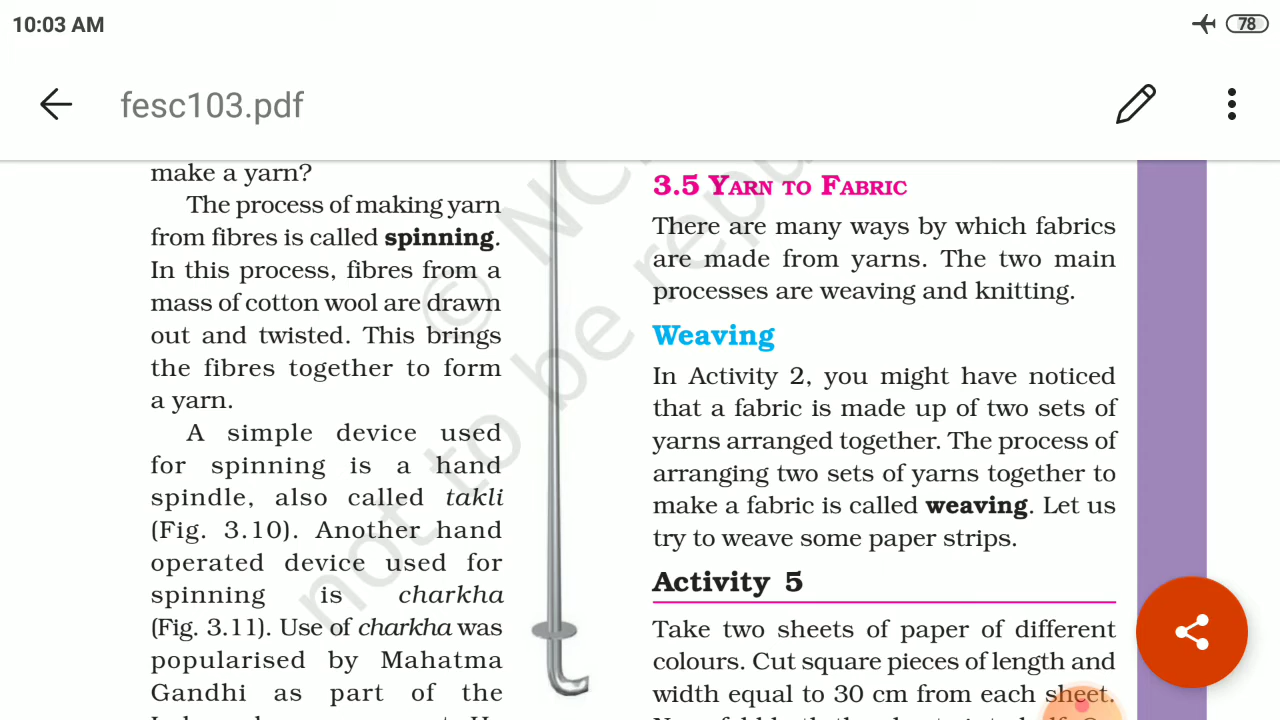 10:03 AM
78
fesc103.pdf
make a yarn?
The process of making yarn
from fibres is called spinning.
In this process, fibres from a
mass of cotton wool are drawn
out and twisted. This brings
the fibres together to form
a yarn.
A simple device used
for spinning is a hand
spindle, also called takli
(Fig. 3.10). Another hand
operated device used for
spinning is charkha
(Fig. 3.11). Use of charkha was
popularised by Mahatma
Gandhi as part of the
3.5 YARN TO FABRIC
There are many ways by which fabrics
are made from yarns. The two main
processes are weaving and knitting.
Weaving
In Activity 2, you might have noticed
that a fabric is made up of two sets of
yarns arranged together. The process of
arranging two sets of yarns together to
make a fabric is called weaving. Let us
try to weave some paper strips.
Activity 5
Take two sheets of paper of different
colours. Cut square pieces of length and
width equal to 30 cm from each sheet.
©
not to be